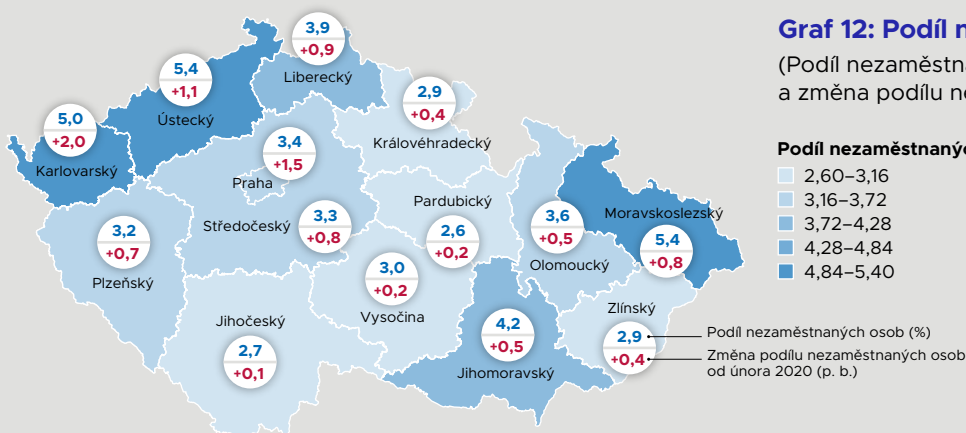 Graf 12: Podíl n
(Podíl nezaměstna
a změna podílu ne
Podíl nezaměstnaných
2,60–3,16
3,16–3,72
3,72–4,28
4,28–4,84
4,84–5,40
3,9
+0,9
Liberecký
5,4
+1,1
Ústecký
5,0
+2,0
Karlovarský
2,9
+0,4
Královéhradecký
3,4
+1,5
Praha
3,3
+0,8
Středočeský
3,2
+0,7
Plzeňský
Pardubický
2,6
+0,2
3,0
+0,2
Vysočina
3,6
+0,5
Olomoucký
Moravskoslezský
5,4
+0,8
Jihočeský
2,7
+0,1
4,2
+0,5
Jihomoravský
Zlínský
2,9
+0,4
Podíl nezaměstnaných osob (%)
Změna podílu nezaměstnaných osob
od února 2020 (p. b.)